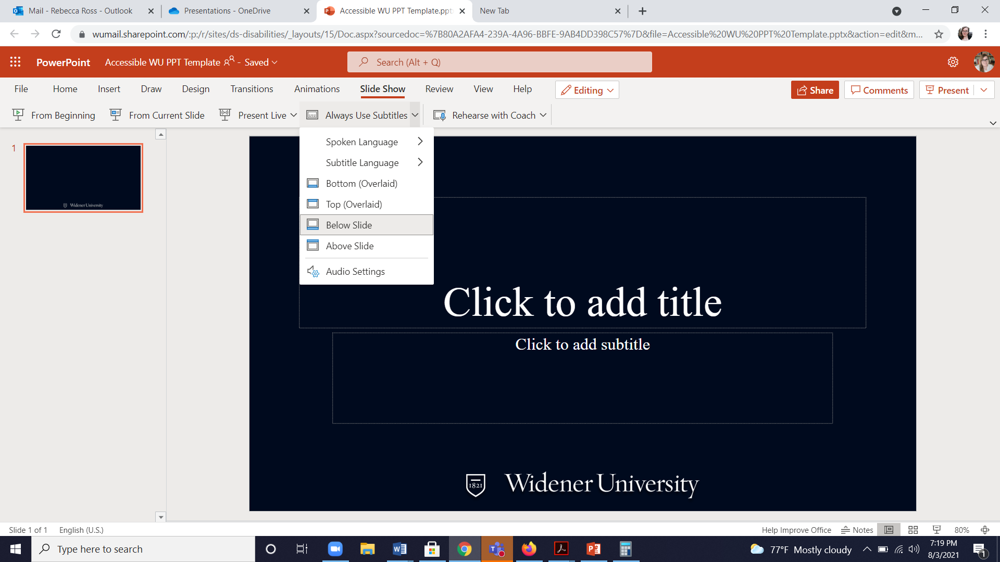 Mail - Rebecca Ross - Outlook
Presentations - OneDrive
Accessible WU PPT Template.ppt
New Tab
wumail.sharepoint.com/:p:/r/sites/ds-disabilities/_layouts/15/Doc.aspx?sourcedoc=%7B80A2AFA4-239A-4A96-BBFE-9AB4DD398C57%7D&file=Accessible%20WU%20PPT%20Template.pptx&action=edit&m...
PowerPoint
Accessible WU PPT Template - Saved
Search (Alt + Q)
File Home Insert Draw Design Transitions Animations Slide Show Review View Help
Editing
Share
Comments
Present
From Beginning
From Current Slide
Present Live
Always Use Subtitles
Rehearse with Coach
Spoken Language
Subtitle Language
Bottom (Overlaid)
Top (Overlaid)
Below Slide
Above Slide
Audio Settings
1
Widener University
Click to add title
Click to add subtitle
1821
Widener University
Slide 1 of 1
English (U.S.)
Help Improve Office
Notes
80%
Type here to search
77°F Mostly cloudy
7:19 PM
8/3/2021
1